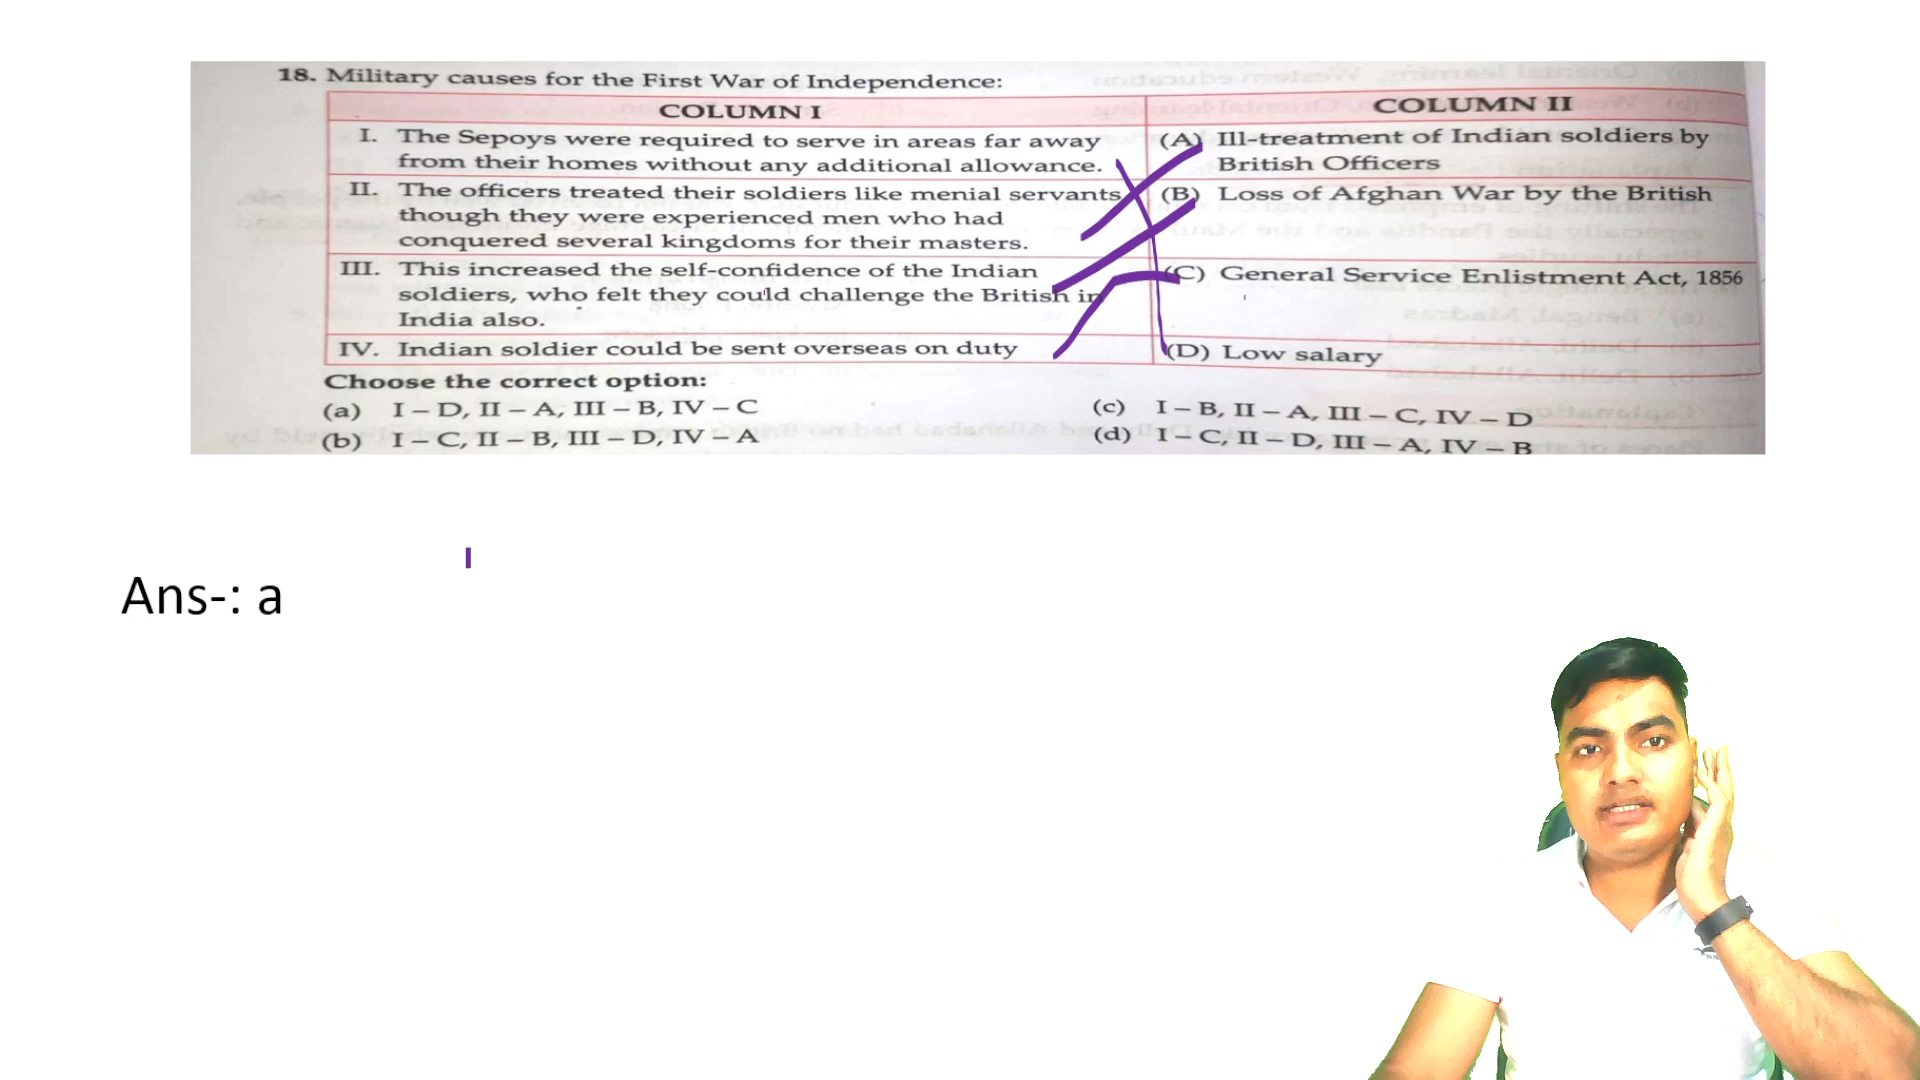 18. Military causes for the First War of Independence:
COLUMN I
COLUMN II
I. The Sepoys were required to serve in areas far away
from their homes without any additional allowance.
(A) Ill-treatment of Indian soldiers by
British Officers
II. The officers treated their soldiers like menial servants
though they were experienced men who had
conquered several kingdoms for their masters.
(B) Loss of Afghan War by the British
III. This increased the self-confidence of the Indian
soldiers, who felt they could challenge the British in
India also.
(C) General Service Enlistment Act, 1856
IV. Indian soldier could be sent overseas on duty
(D) Low salary
Choose the correct option:
(a) I – D, II – A, III – B, IV – C
(b) I – C, II – B, III – D, IV – A
(c) I – B, II – A, III – C, IV – D
(d) I – C, II – D, III – A, IV – B
Ans-: a